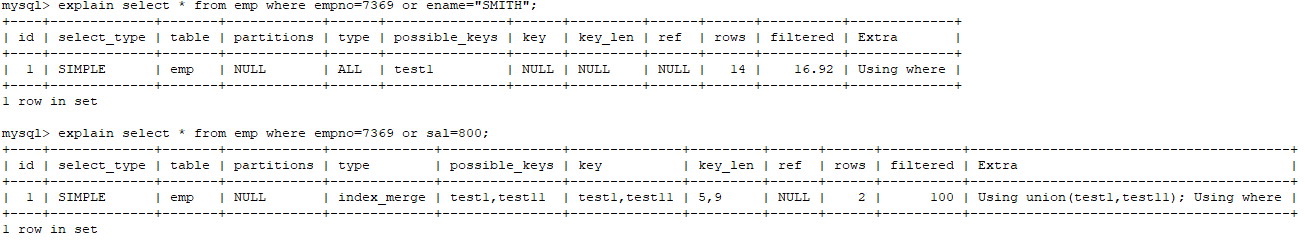 mysql> explain select * from emp where empno=7369 or ename="SMITH";
+----+-------------+-------+------------+------+---------------+------+---------+------+------+----------+-------------+
| id | select_type | table | partitions | type | possible_keys | key  | key_len | ref  | rows | filtered | Extra       |
+----+-------------+-------+------------+------+---------------+------+---------+------+------+----------+-------------+
|  1 | SIMPLE      | emp   | NULL       | ALL  | test1         | NULL | NULL    | NULL |   14 |    16.92 | Using where |
+----+-------------+-------+------------+------+---------------+------+---------+------+------+----------+-------------+
1 row in set
mysql> explain select * from emp where empno=7369 or sal=800;
+----+-------------+-------+------------+-------------+---------------+--------------+---------+------+------+----------+----------------------------------------+
| id | select_type | table | partitions | type        | possible_keys | key          | key_len | ref  | rows | filtered | Extra                                  |
+----+-------------+-------+------------+-------------+---------------+--------------+---------+------+------+----------+----------------------------------------+
|  1 | SIMPLE      | emp   | NULL       | index_merge | test1,test11  | test1,test11 | 5,9     | NULL |    2 |      100 | Using union(test1,test11); Using where |
+----+-------------+-------+------------+-------------+---------------+--------------+---------+------+------+----------+----------------------------------------+
1 row in set